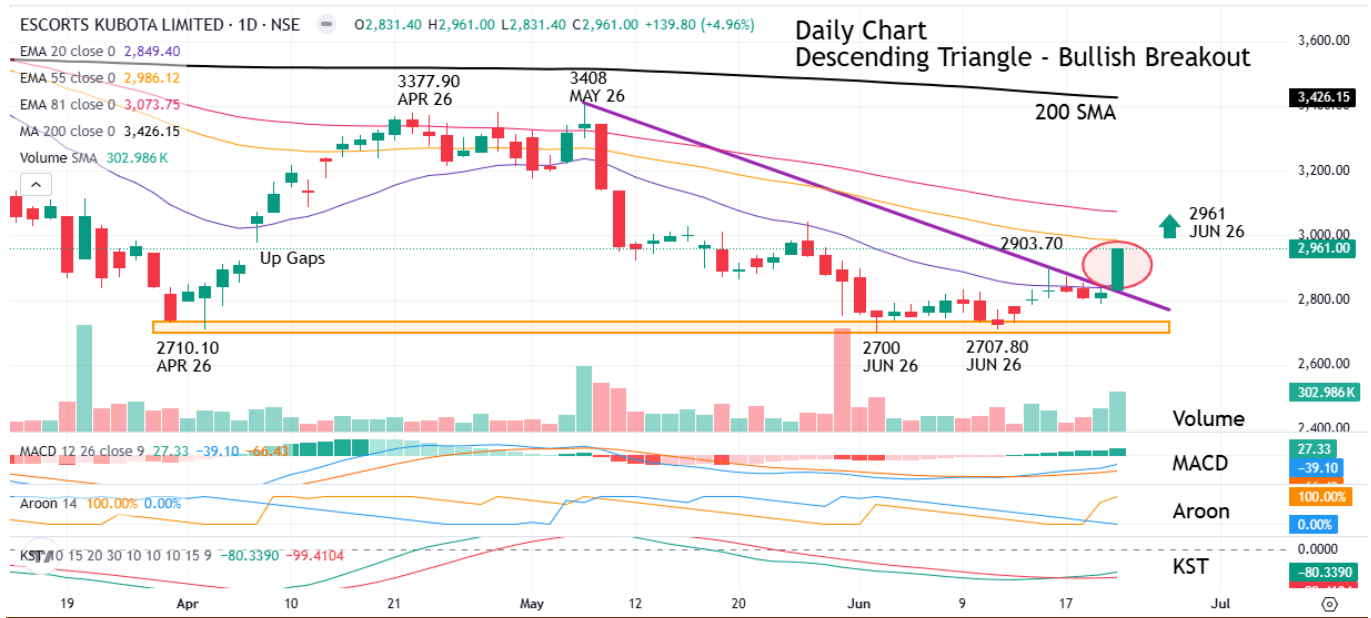 ESCORTS KUBOTA LIMITED · 1D · NSE O2,831.40 H2,961.00 L2,831.40 C2,961.00 +139.80 (+4.96%)
Daily Chart
Descending Triangle - Bullish Breakout
EMA 20 close 0 2,849.40
EMA 55 close 0 2,986.12
EMA 81 close 0 3,073.75
MA 200 close 0 3,426.15
Volume SMA 302.986 K
3377.90
APR 26
3408
MAY 26
200 SMA
Up Gaps
2903.70
2961
JUN 26
2710.10
APR 26
2700
JUN 26
2707.80
JUN 26
3,600.00
3,426.15
3,200.00
3,000.00
2,961.00
2,800.00
2,600.00
302.986 K
2,400.00
Volume
MACD 12 26 close 9 27.33 −39.10 −66.43
MACD
27.33
−39.10
Aroon 14 100.00% 0.00%
Aroon
100.00%
0.00%
10 15 20 30 10 10 10 15 9 −80.3390 −99.4104
KST
0.0000
−80.3390
19 Apr 10 21 May 12 20 Jun 9 17 Jul